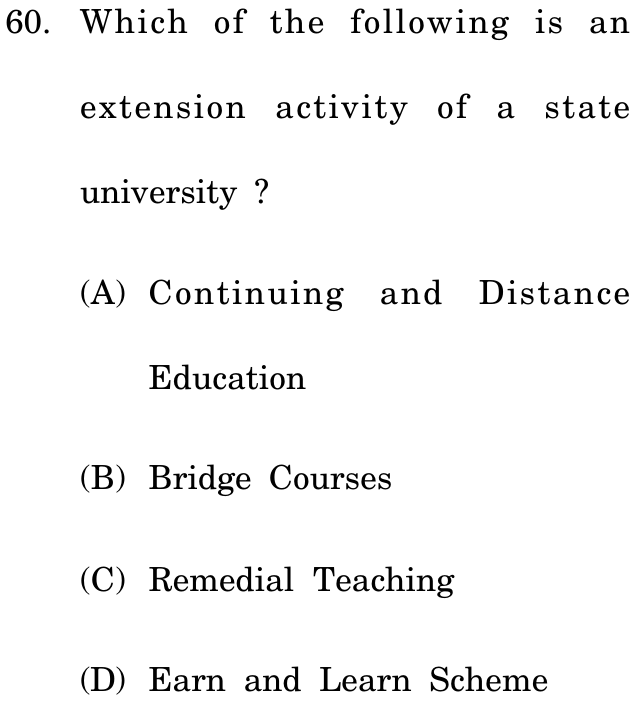 60. Which of the following is an
extension activity of a state
university ?
(A) Continuing and Distance
Education
(B) Bridge Courses
(C) Remedial Teaching
(D) Earn and Learn Scheme